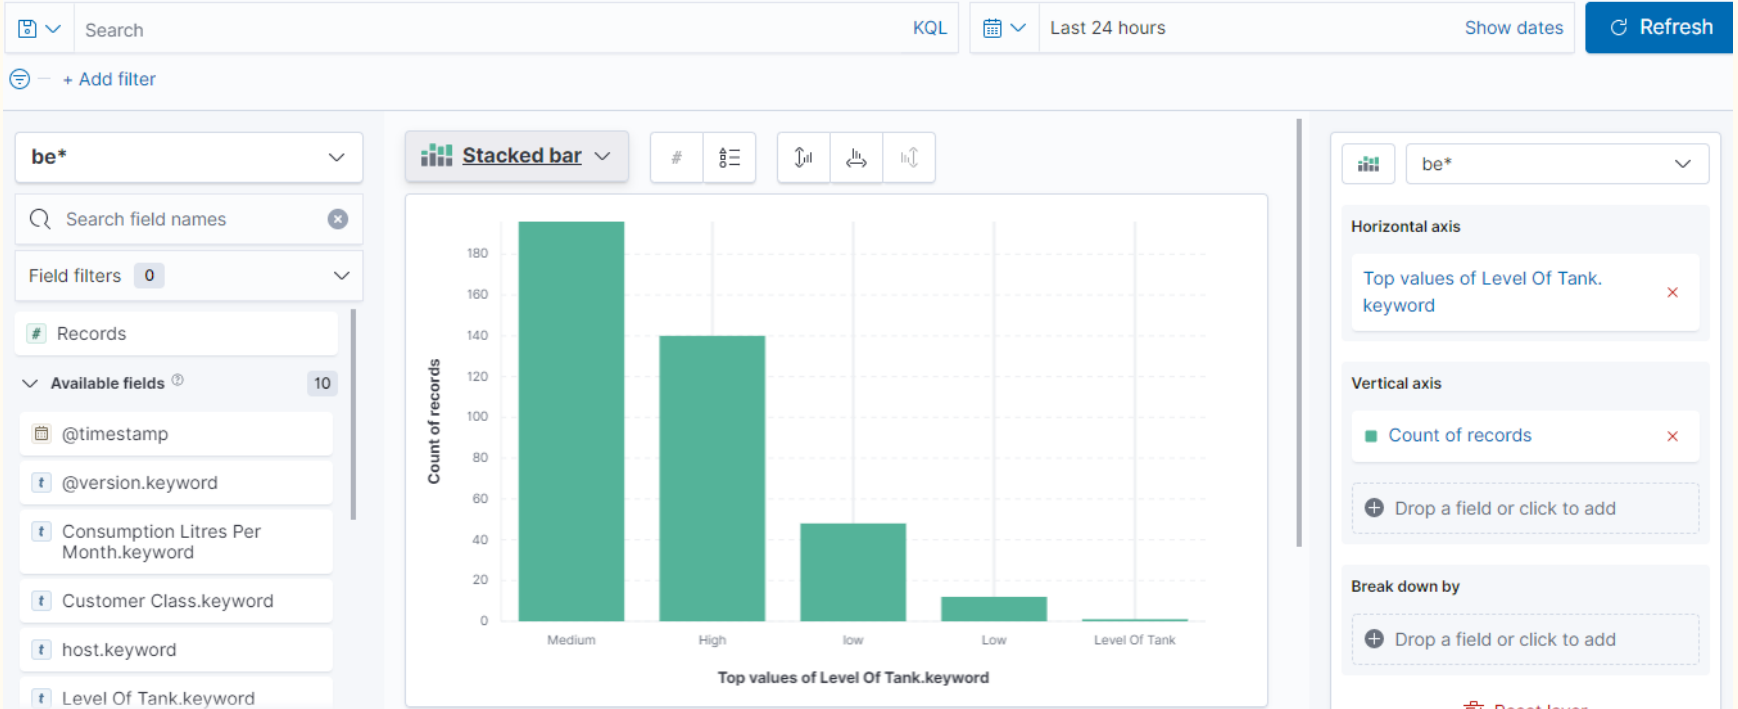 Search
KQL
Last 24 hours
Show dates
Refresh
+ Add filter
be*
Search field names
Field filters 0
# Records
Available fields ? 10
@timestamp
t @version.keyword
t Consumption Litres Per
Month.keyword
t Customer Class.keyword
t host.keyword
t Level Of Tank.keyword
Stacked bar
#
Count of records
180
160
140
120
100
80
60
40
20
0
Medium
High
low
Low
Level Of Tank
Top values of Level Of Tank.keyword
be*
Horizontal axis
Top values of Level Of Tank.
keyword
Vertical axis
Count of records
Drop a field or click to add
Break down by
Drop a field or click to add
Reset layer